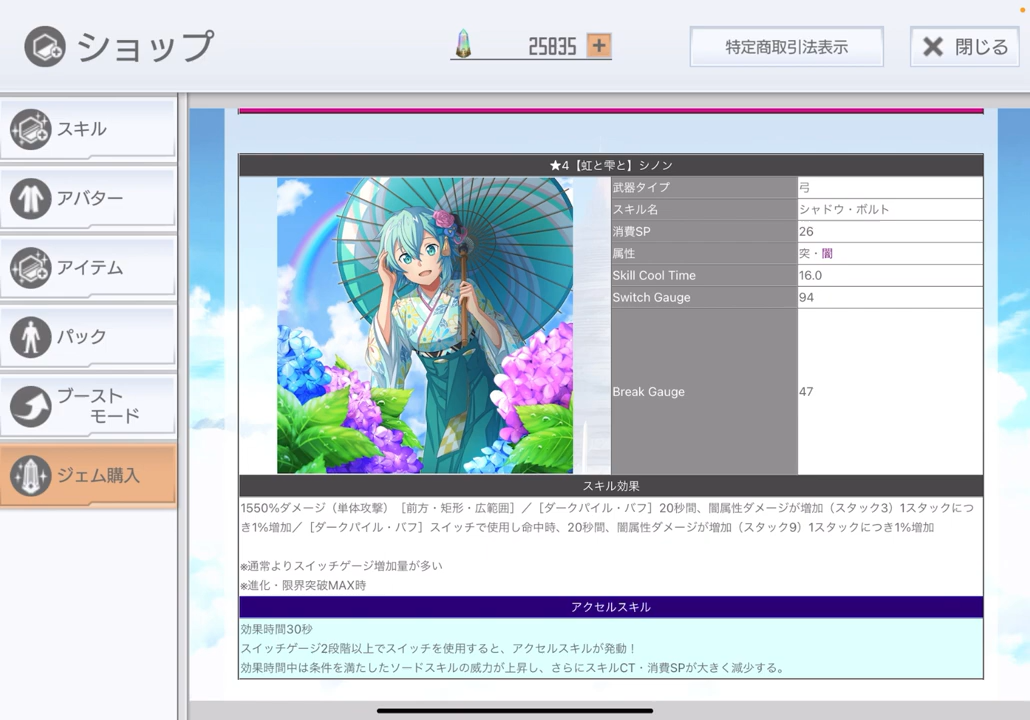 ショップ
25835
特定商取引法表示
閉じる
スキル
アバター
アイテム
パック
ブースト
モード
ジェム購入
★4【虹と雫と】シノン
武器タイプ 弓
スキル名 シャドウ・ボルト
消費SP 26
属性 突・闇
Skill Cool Time 16.0
Switch Gauge 94
Break Gauge 47
スキル効果
1550%ダメージ（単体攻撃）［前方・矩形・広範囲］／［ダークパイル・バフ］20秒間、闇属性ダメージが増加（スタック3）1スタックにつ
き1%増加／［ダークパイル・バフ］スイッチで使用し命中時、20秒間、闇属性ダメージが増加（スタック9）1スタックにつき1%増加
※通常よりスイッチゲージ増加量が多い
※進化・限界突破MAX時
アクセルスキル
効果時間30秒
スイッチゲージ2段階以上でスイッチを使用すると、アクセルスキルが発動！
効果時間中は条件を満たしたソードスキルの威力が上昇し、さらにスキルCT・消費SPが大きく減少する。